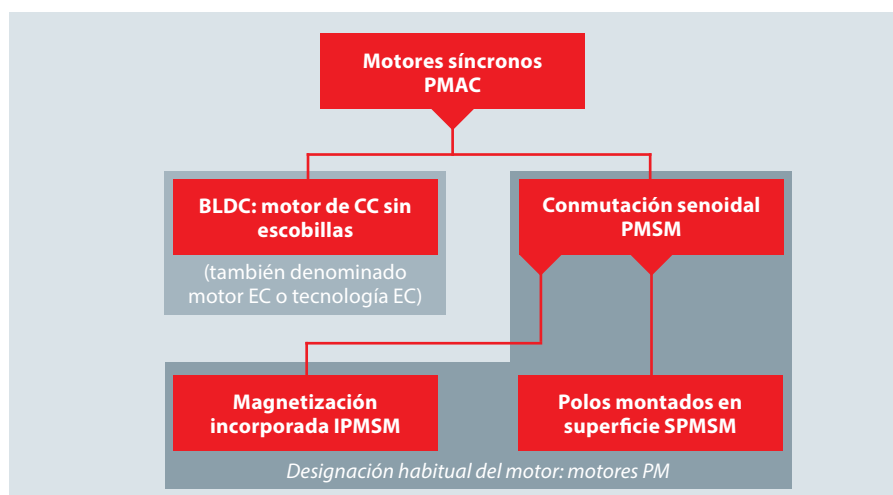 Motores síncronos
PMAC
BLDC: motor de CC sin
escobillas
(también denominado
motor EC o tecnología EC)
Conmutación senoidal
PMSM
Magnetización
incorporada IPMSM
Polos montados en
superficie SPMSM
Designación habitual del motor: motores PM